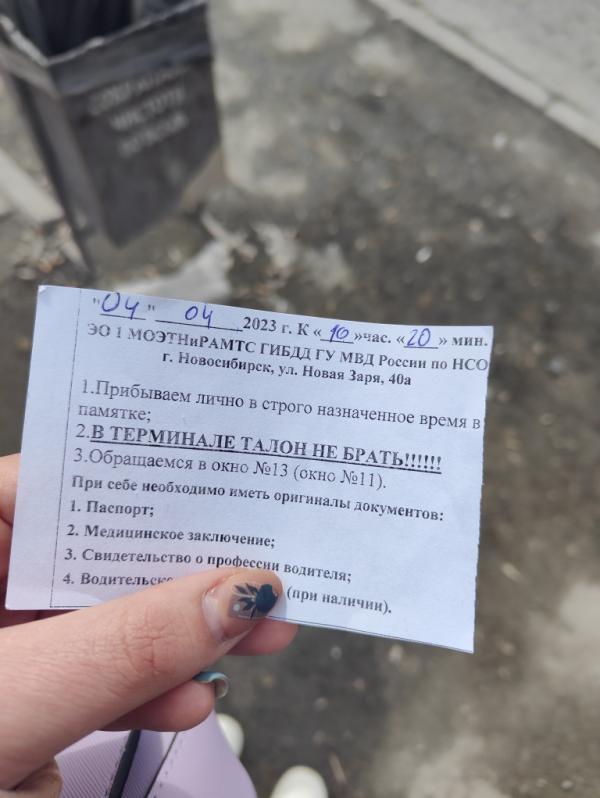 СОБЛЮДАЙТЕ
ЧИСТОТУ
"04" 04 2023 г. К «10»час. «20» мин.
ЭО 1 МОЭТНиРАМТС ГИБДД ГУ МВД России по НСО
г. Новосибирск, ул. Новая Заря, 40а
1.Прибываем лично в строго назначенное время в
памятке;
2.В ТЕРМИНАЛЕ ТАЛОН НЕ БРАТЬ!!!!!!
3.Обращаемся в окно №13 (окно №11).
При себе необходимо иметь оригиналы документов:
1. Паспорт;
2. Медицинское заключение;
3. Свидетельство о профессии водителя;
4. (при наличии).